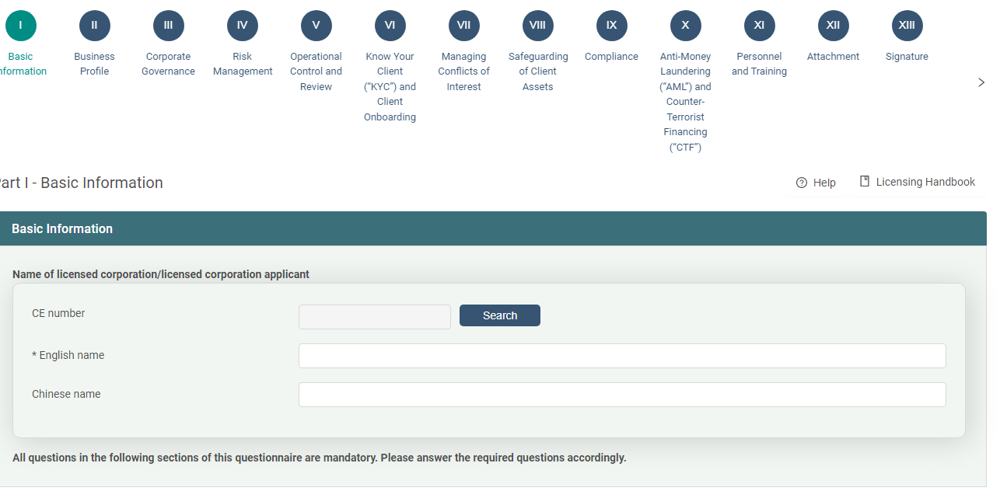 I
II
III
IV
V
VI
VII
VIII
IX
X
XI
XII
XIII
Basic
nformation
Business
Profile
Corporate
Governance
Risk
Management
Operational
Control and
Review
Know Your
Client
(“KYC”) and
Client
Onboarding
Managing
Conflicts of
Interest
Safeguarding
of Client
Assets
Compliance
Anti-Money
Laundering
(“AML”) and
Counter-
Terrorist
Financing
(“CTF”)
Personnel
and Training
Attachment
Signature
art I - Basic Information
Help
Licensing Handbook
Basic Information
Name of licensed corporation/licensed corporation applicant
CE number
Search
* English name
Chinese name
All questions in the following sections of this questionnaire are mandatory. Please answer the required questions accordingly.